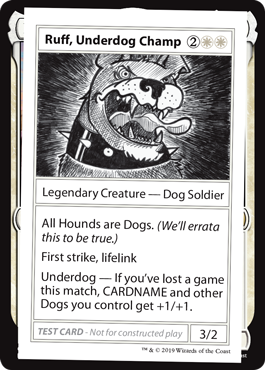 Ruff, Underdog Champ 2
Legendary Creature — Dog Soldier
All Hounds are Dogs. (We'll errata
this to be true.)
First strike, lifelink
Underdog — If you've lost a game
this match, CARDNAME and other
Dogs you control get +1/+1.
TEST CARD - Not for constructed play
3/2
™ & © 2019 Wizards of the Coast